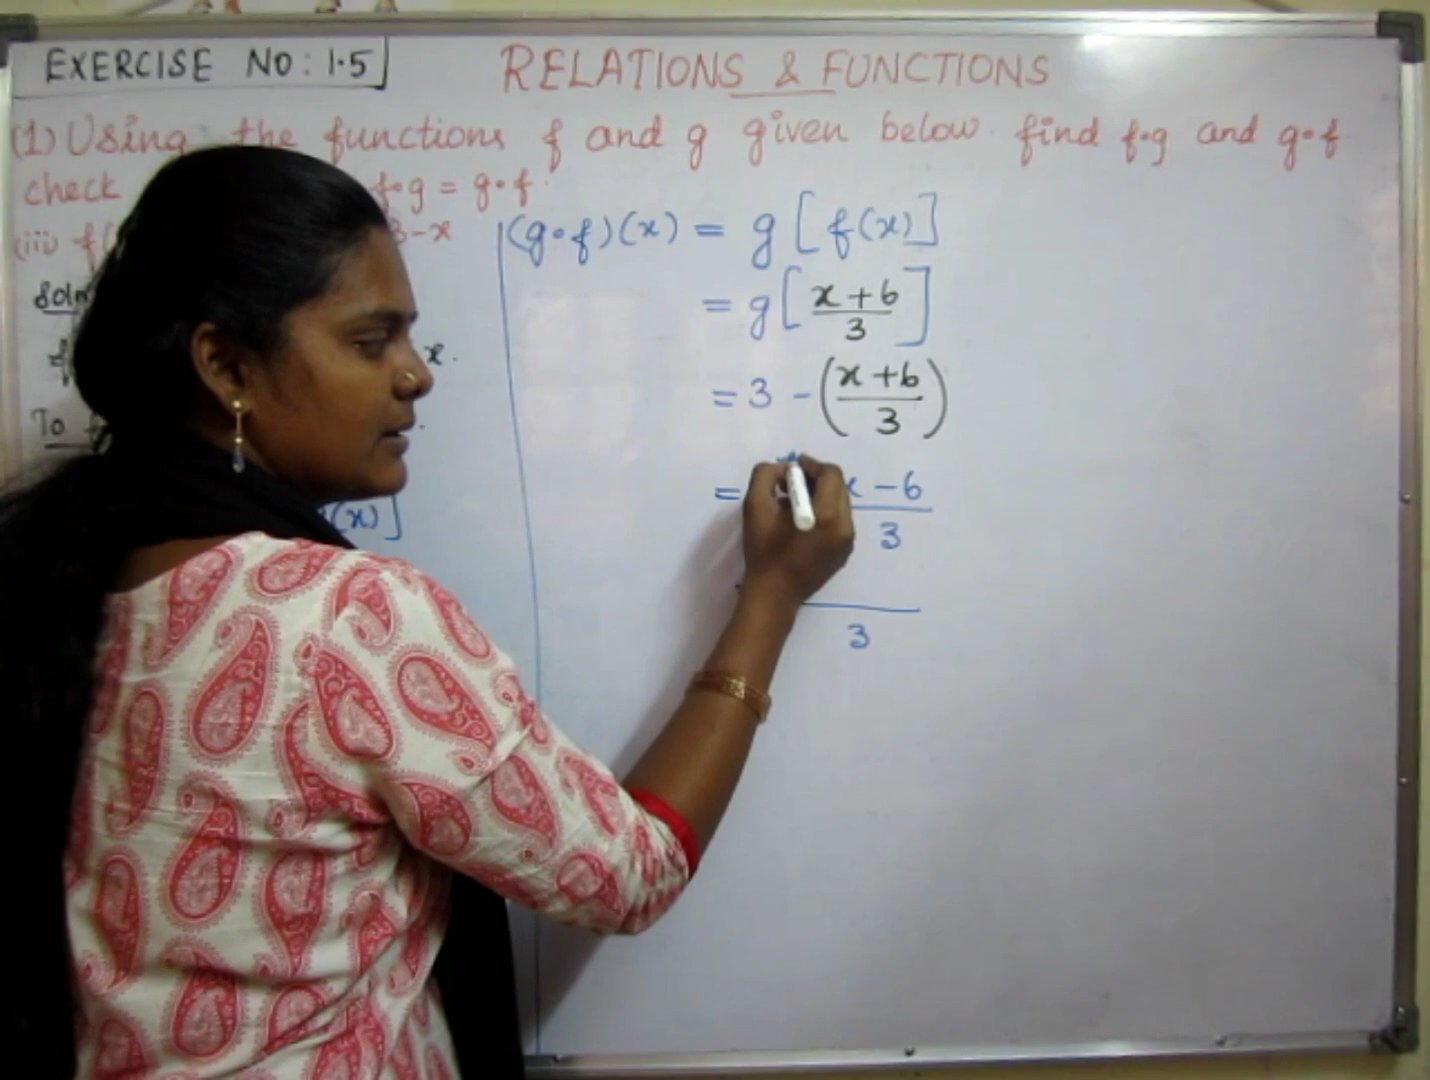 EXERCISE NO: 1.5
RELATIONS & FUNCTIONS
(1) Using the functions f and g given below. find f∘g and g∘f.
check f∘g = g∘f.
(iii) f( 3-x
Soln
x.
To
(x)]
(g∘f)(x) = g[f(x)]
= g[x+6/3]
= 3 - (x+6/3)
= x - 6
3
3